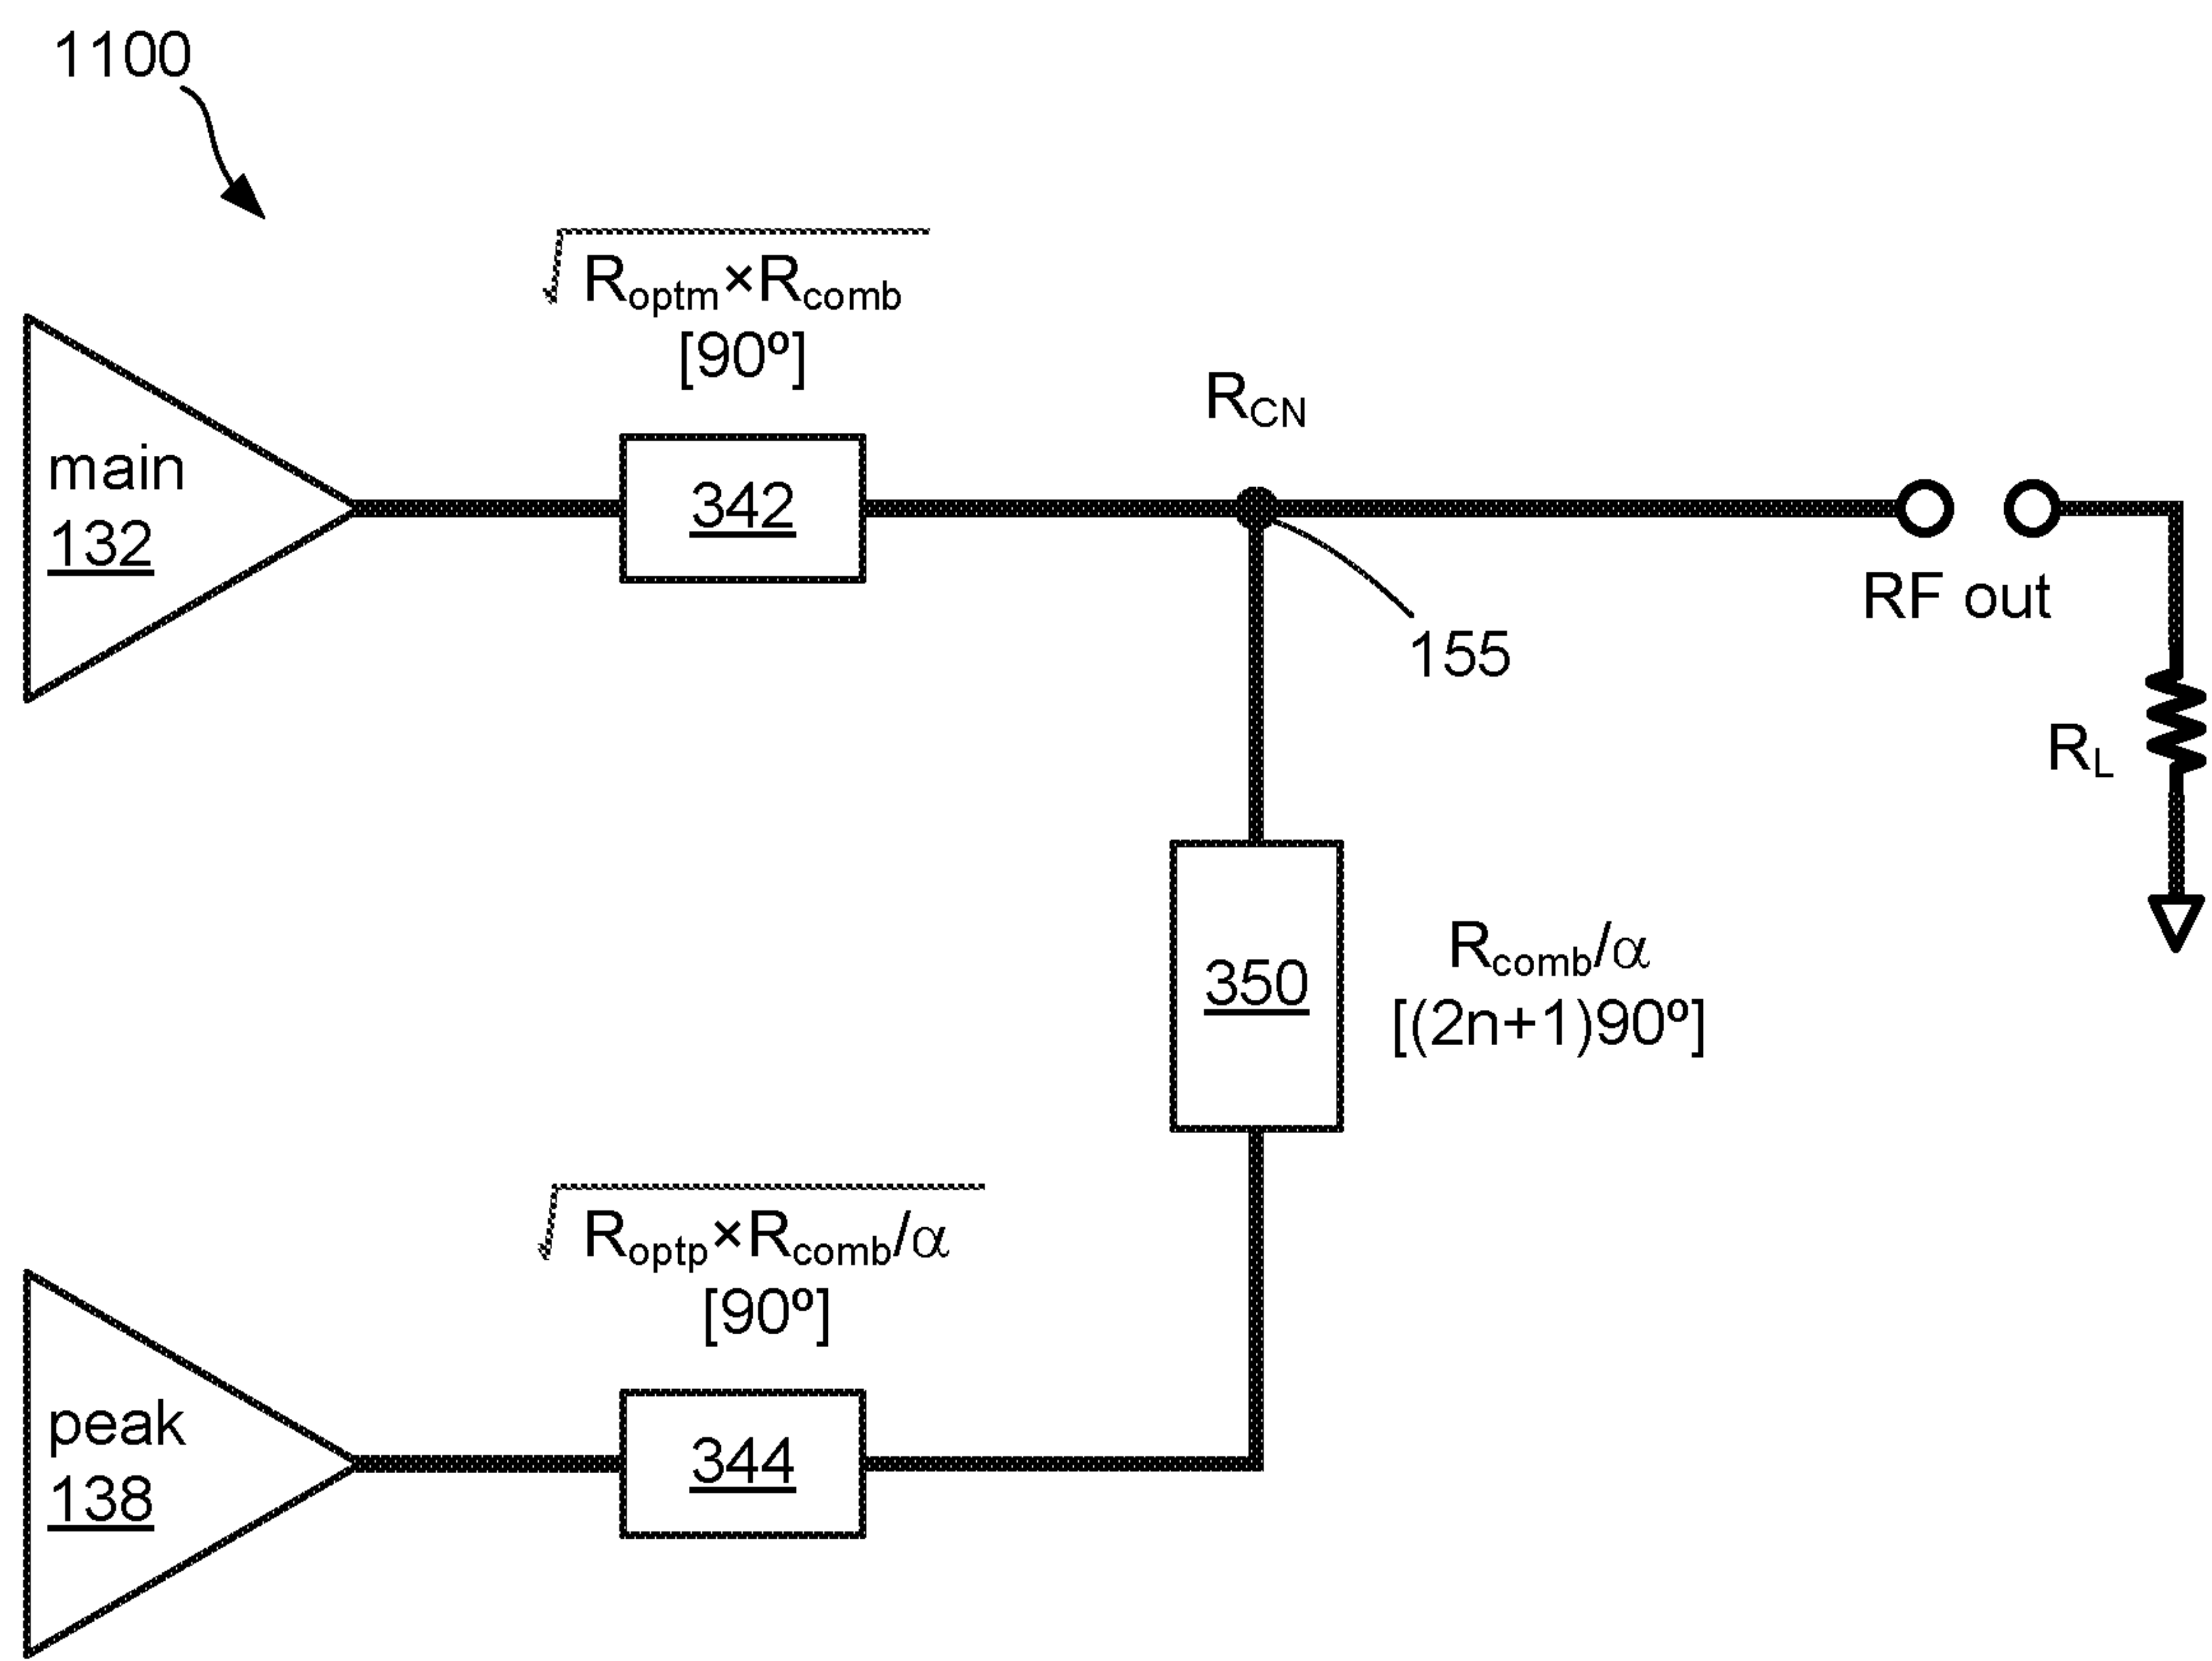 1100
√Roptm×Rcomb
[90º]
RCN
main
132
342
RF out
155
RL
350
Rcomb/α
[(2n+1)90º]
√Roptp×Rcomb/α
[90º]
peak
138
344